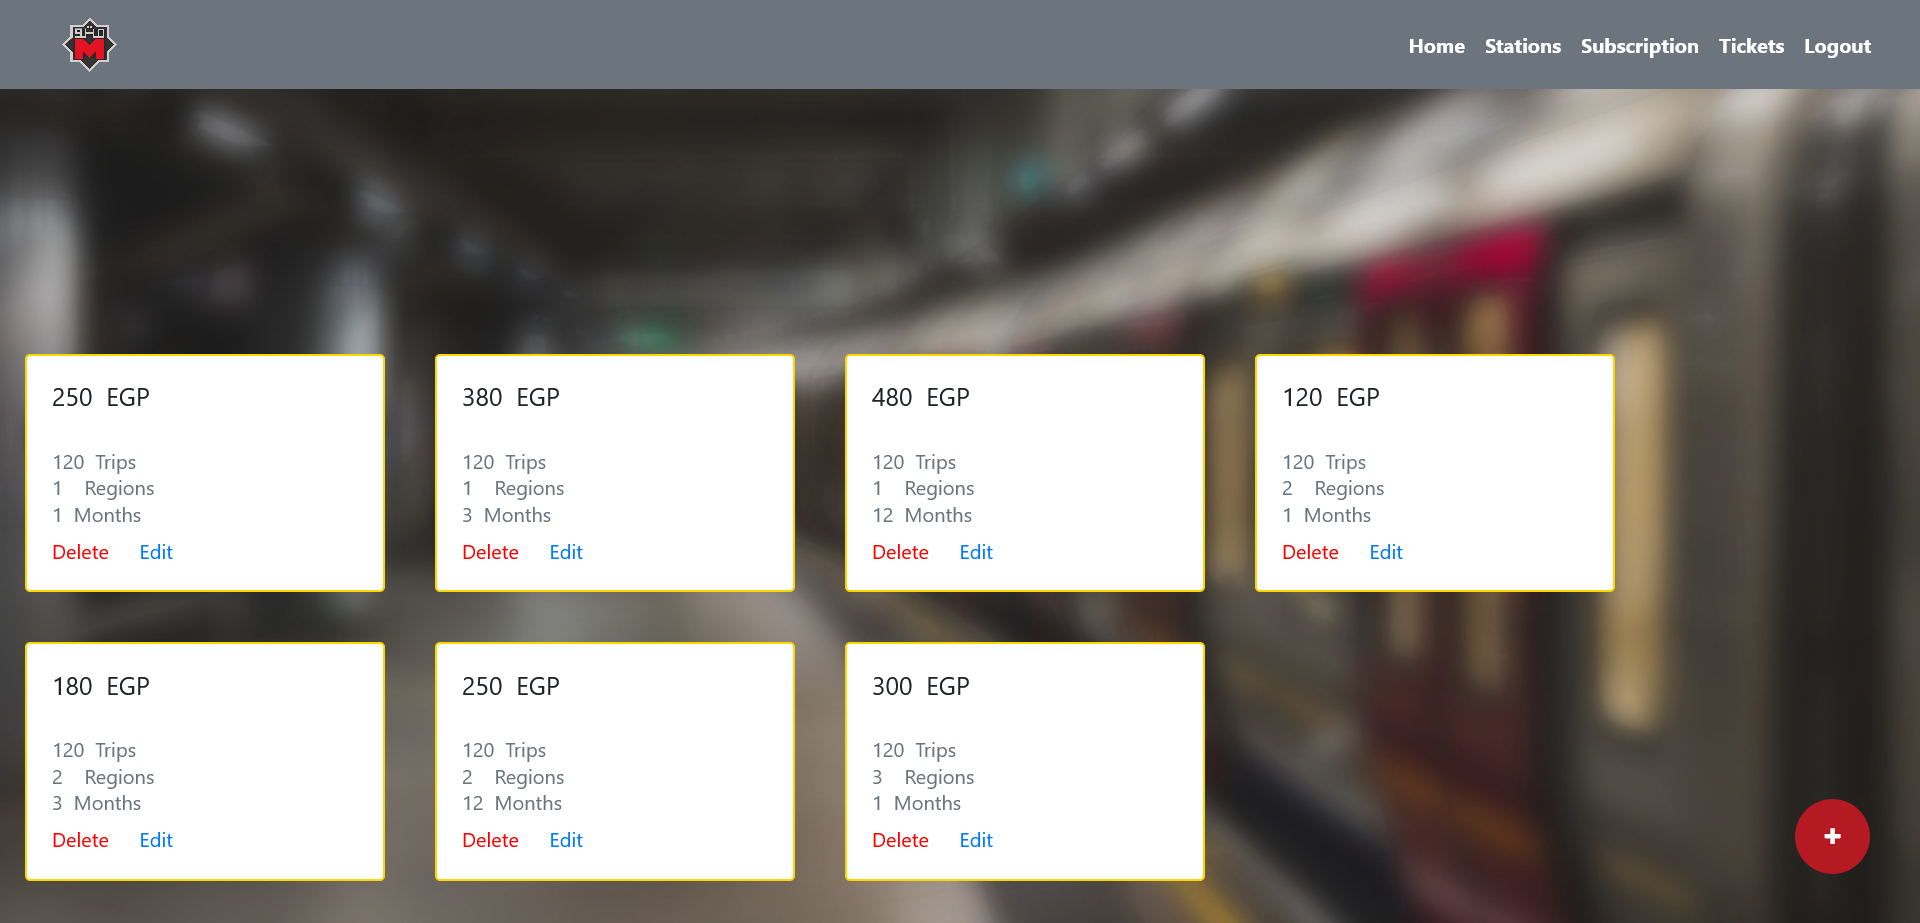 مترو
M
Home Stations Subscription Tickets Logout
250 EGP
120 Trips
1 Regions
1 Months
Delete Edit
380 EGP
120 Trips
1 Regions
3 Months
Delete Edit
480 EGP
120 Trips
1 Regions
12 Months
Delete Edit
120 EGP
120 Trips
2 Regions
1 Months
Delete Edit
180 EGP
120 Trips
2 Regions
3 Months
Delete Edit
250 EGP
120 Trips
2 Regions
12 Months
Delete Edit
300 EGP
120 Trips
3 Regions
1 Months
Delete Edit
+